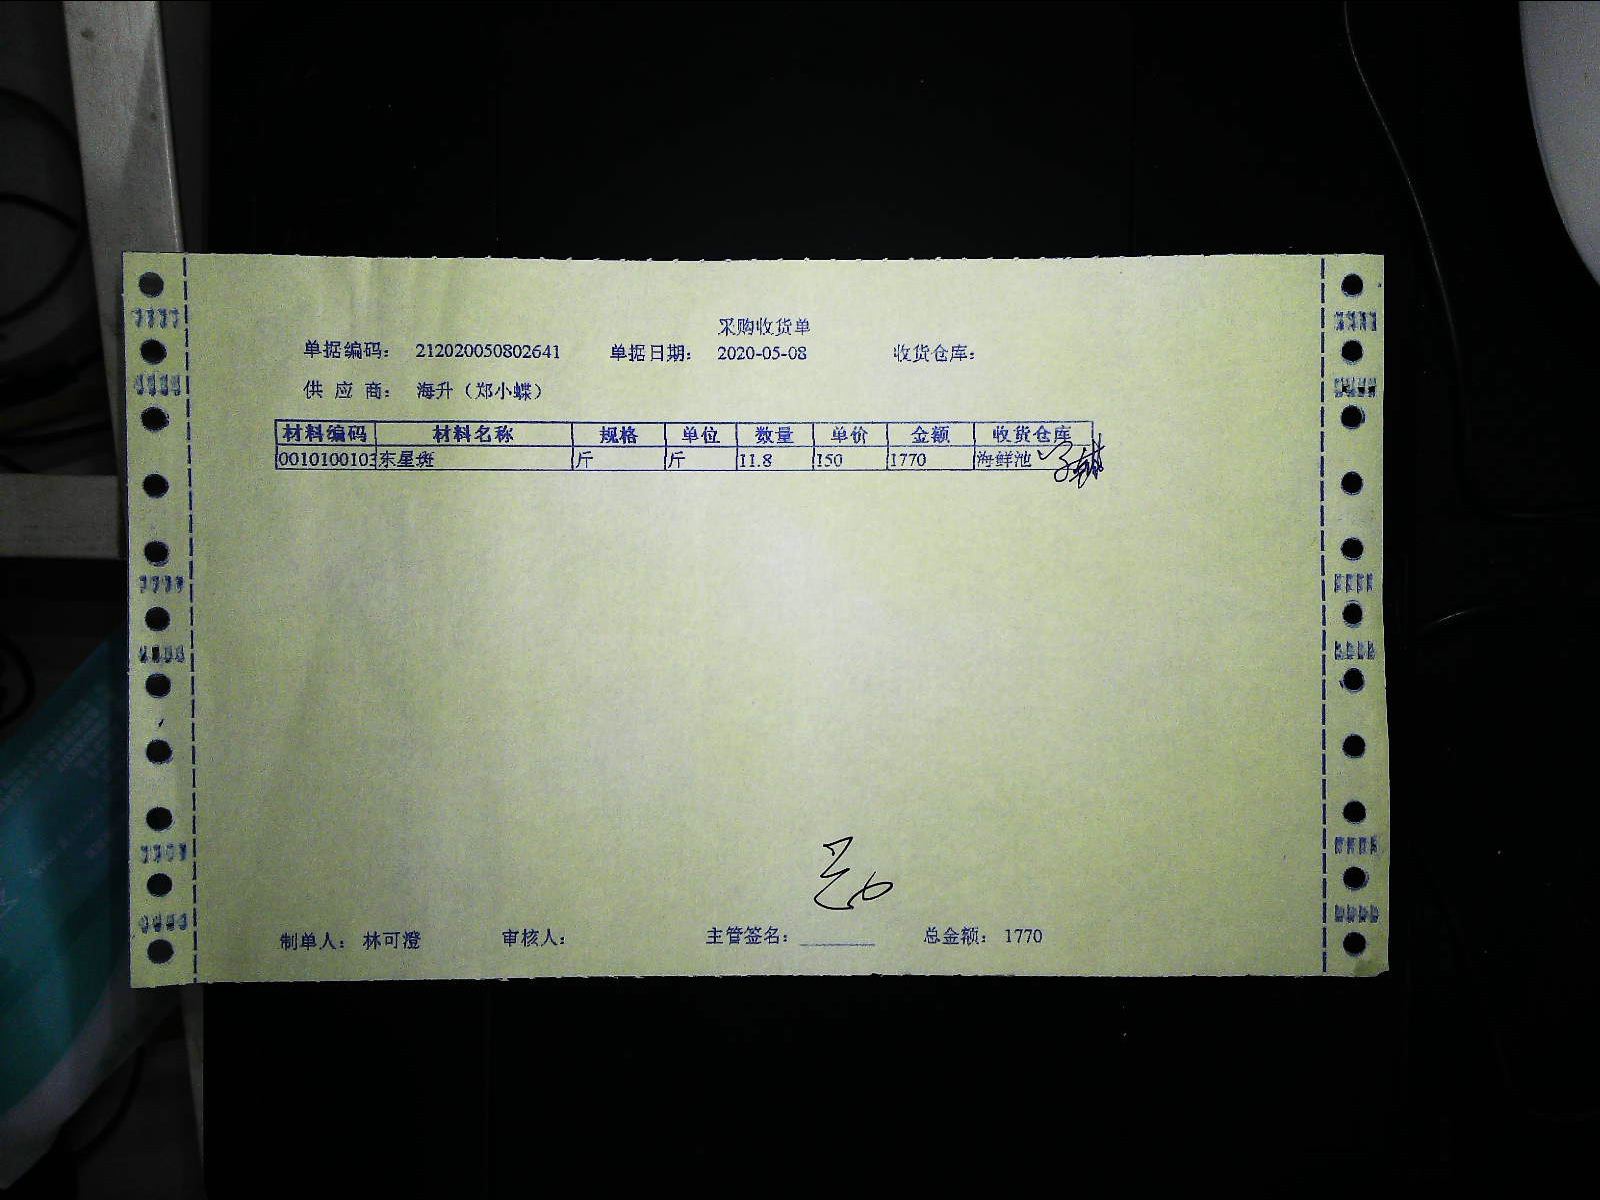 采购收货单
单据编码： 212020050802641 单据日期： 2020-05-08 收货仓库：
供 应 商： 海升（郑小蝶）
材料编码 材料名称 规格 单位 数量 单价 金额 收货仓库
0010100103 东星斑 斤 斤 11.8 150 1770 海鲜池
制单人： 林可澄 审核人： 主管签名： 总金额： 1770